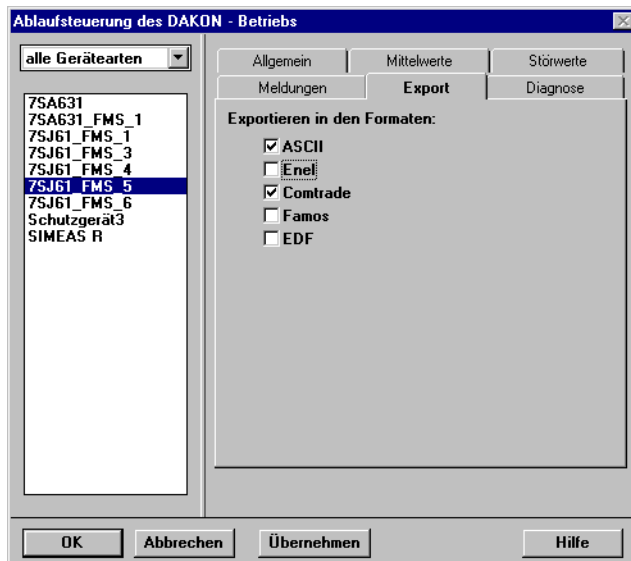 Ablaufsteuerung des DAKON - Betriebs
alle Gerätearten
7SA631
7SA631_FMS_1
7SJ61_FMS_1
7SJ61_FMS_3
7SJ61_FMS_4
7SJ61_FMS_5
7SJ61_FMS_6
Schutzgerät3
SIMEAS R
Allgemein Mittelwerte Störwerte
Meldungen Export Diagnose
Exportieren in den Formaten:
ASCII
Enel
Comtrade
Famos
EDF
OK Abbrechen Übernehmen Hilfe